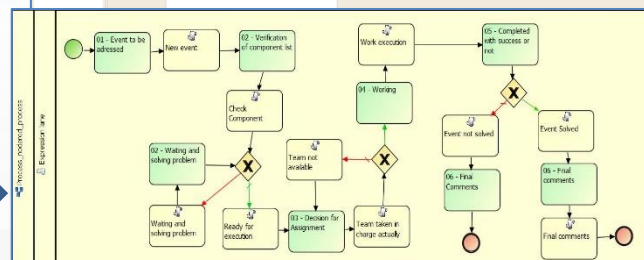 Process_nodered_process
Expression lane
01 - Event to be
adressed
New event
02 - Verification
of component list
Check
Component
02 - Wating and
solving problem
Wating and
solving problem
Ready for
execution
03 - Decision for
Assignment
Team not
available
Team taken in
charge actually
04 - Working
Work execution
05 - Completed
with success or
not
Event not solved
06 - Final
Comments
Event Solved
06 - Final
comments
Final comments